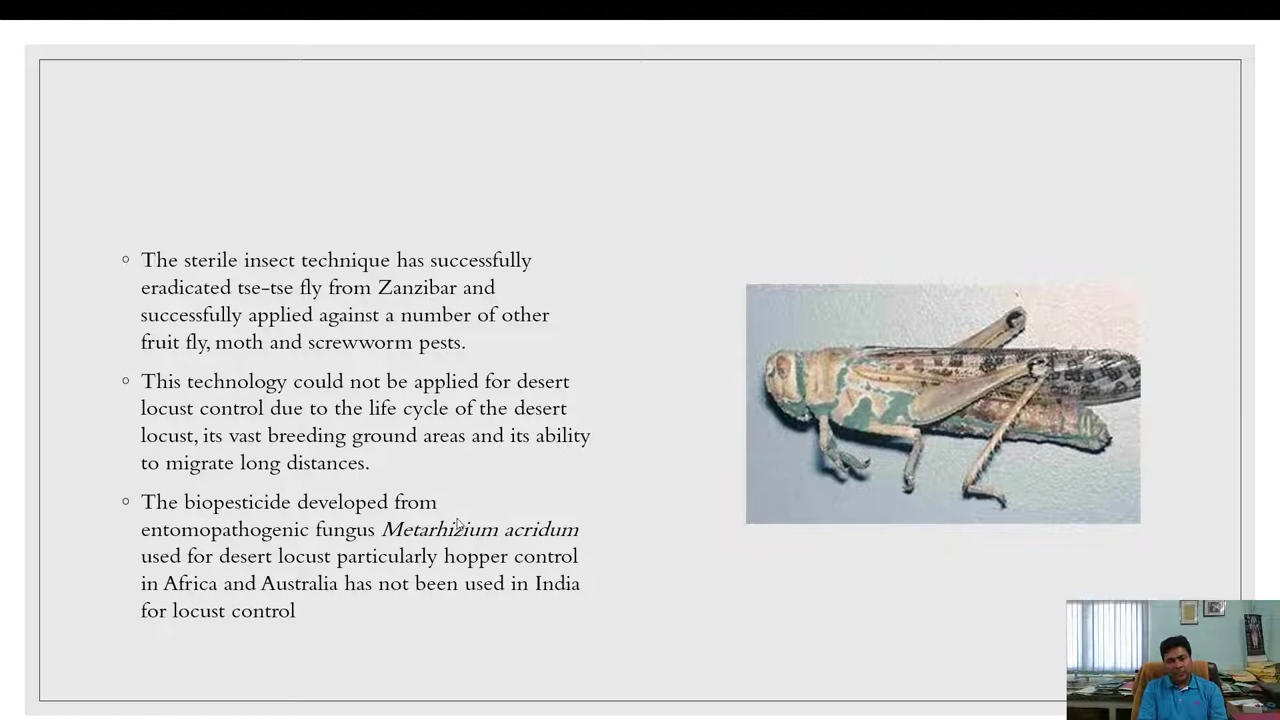 The sterile insect technique has successfully
eradicated tse-tse fly from Zanzibar and
successfully applied against a number of other
fruit fly, moth and screwworm pests.
This technology could not be applied for desert
locust control due to the life cycle of the desert
locust, its vast breeding ground areas and its ability
to migrate long distances.
The biopesticide developed from
entomopathogenic fungus Metarhizium acridum
used for desert locust particularly hopper control
in Africa and Australia has not been used in India
for locust control